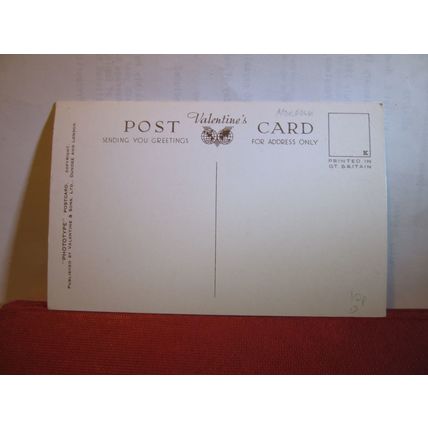 Valentine's
POST CARD
SENDING YOU GREETINGS
FOR ADDRESS ONLY
K
PRINTED IN
GT. BRITAIN
"PHOTOTYPE" POSTCARD. COPYRIGHT.
PUBLISHED BY VALENTINE & SONS, LTD., DUNDEE AND LONDON